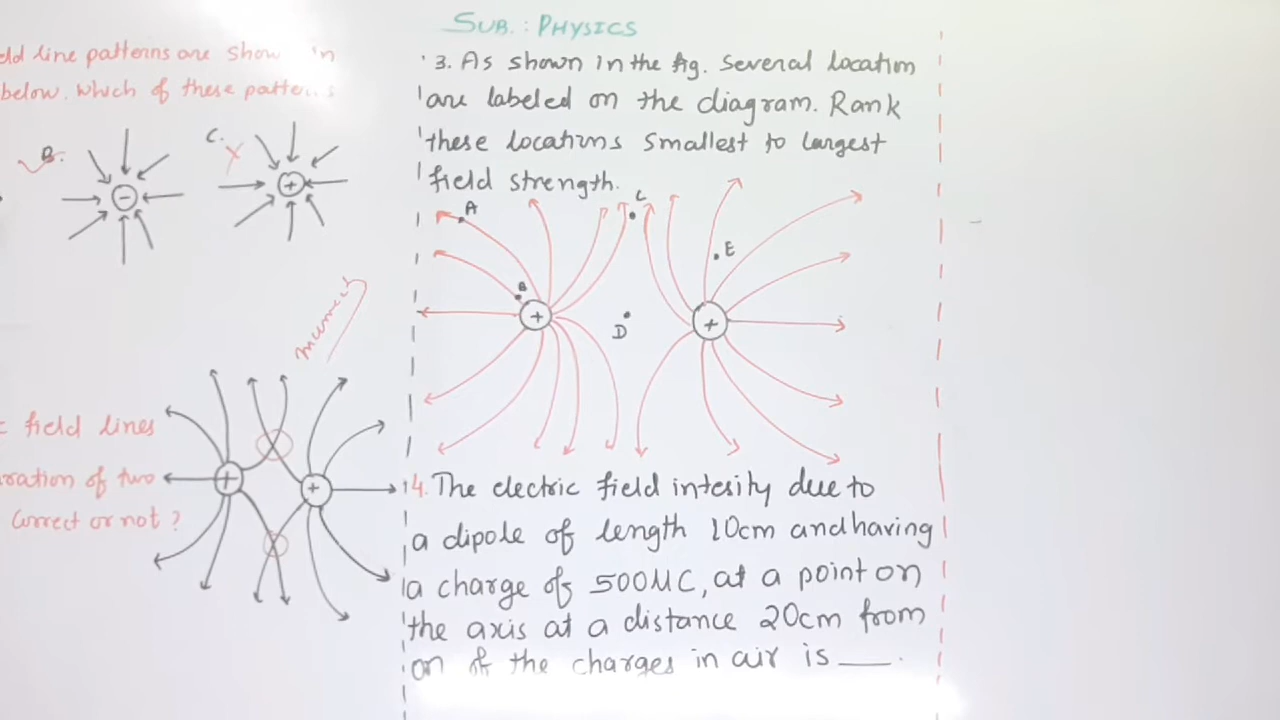 SUB. : PHYSICS
eld line patterns are show in
below. Which of these patterns
B.
C.
3. As shown in the fig. Several location
are labeled on the diagram. Rank
these locations smallest to largest
field strength.
A
B
C
D
E
field lines
ration of two
Correct or not ?
14. The electric field intesity due to
a dipole of length 10cm and having
a charge of 500MC, at a point on
the axis at a distance 20cm from
on of the charges in air is ___.